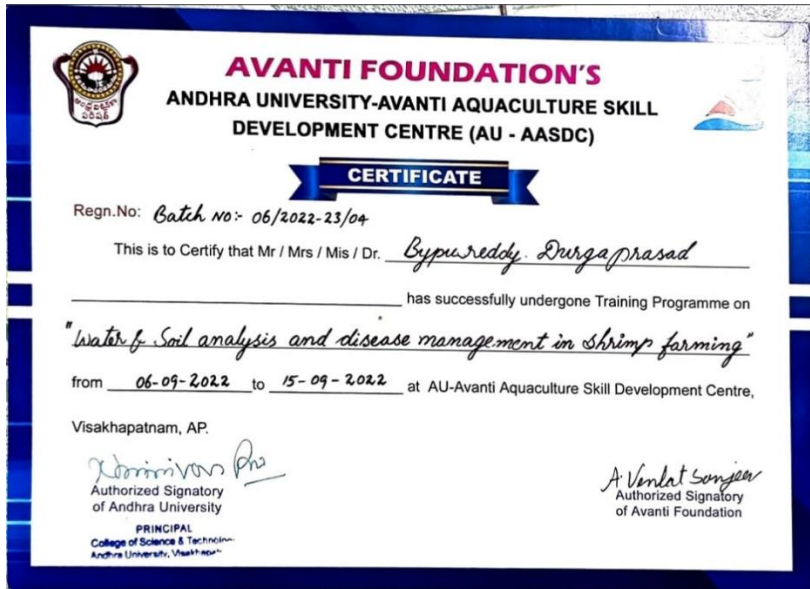 AVANTI FOUNDATION'S
ANDHRA UNIVERSITY-AVANTI AQUACULTURE SKILL
DEVELOPMENT CENTRE (AU - AASDC)
CERTIFICATE
Regn.No: Batch No:- 06/2022-23/04
This is to Certify that Mr / Mrs / Mis / Dr. Bypureddy. Durgaprasad
has successfully undergone Training Programme on
"Water & Soil analysis and disease management in shrimp farming"
from 06-09-2022 to 15-09-2022 at AU-Avanti Aquaculture Skill Development Centre,
Visakhapatnam, AP.
Authorized Signatory
of Andhra University
PRINCIPAL
College of Science &
Andhra University,
A. Venkat
Authorized Signatory
of Avanti Foundation